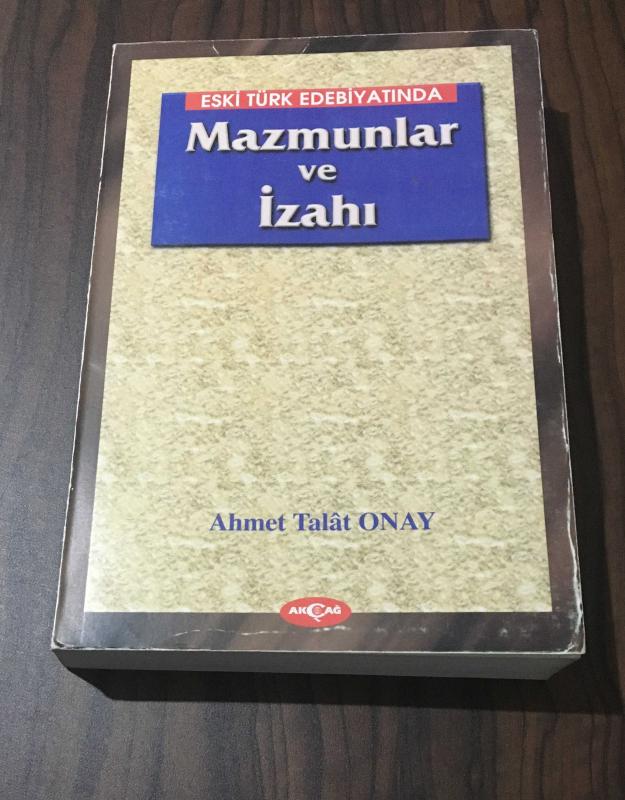 ESKİ TÜRK EDEBİYATINDA
Mazmunlar
ve
İzahı
Ahmet Talât ONAY
AKÇAĞ